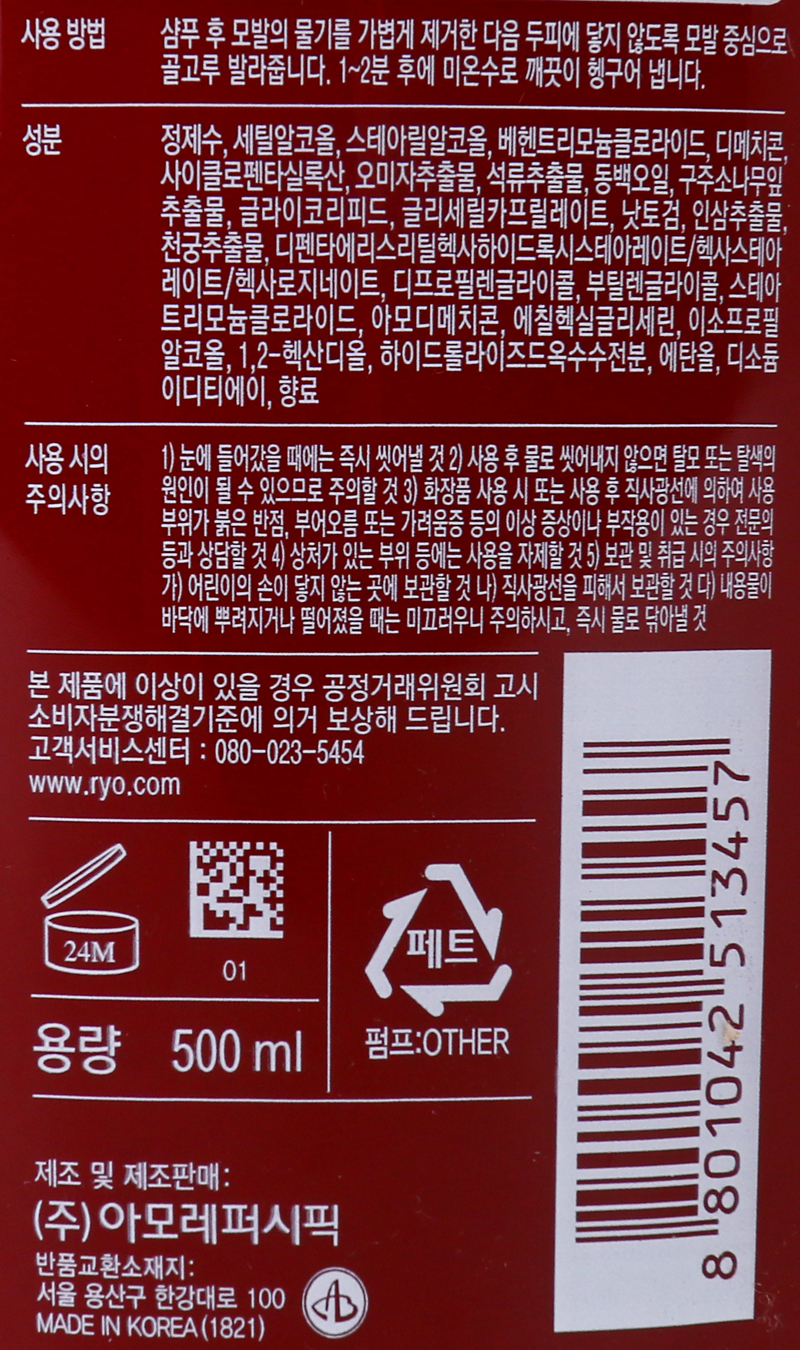 사용 방법
샴푸 후 모발의 물기를 가볍게 제거한 다음 두피에 닿지 않도록 모발 중심으로
골고루 발라줍니다. 1~2분 후에 미온수로 깨끗이 헹구어 냅니다.
성분
정제수, 세틸알코올, 스테아릴알코올, 베헨트리모늄클로라이드, 디메치콘,
사이클로펜타실록산, 오미자추출물, 석류추출물, 동백오일, 구주소나무잎
추출물, 글라이코리피드, 글리세릴카프릴레이트, 낫토검, 인삼추출물,
천궁추출물, 디펜타에리스리틸헥사하이드록시스테아레이트/헥사스테아
레이트/헥사로지네이트, 디프로필렌글라이콜, 부틸렌글라이콜, 스테아
트리모늄클로라이드, 아모디메치콘, 에칠헥실글리세린, 이소프로필
알코올, 1,2-헥산디올, 하이드롤라이즈드옥수수전분, 에탄올, 디소듐
이디티에이, 향료
사용 서의
주의사항
1) 눈에 들어갔을 때에는 즉시 씻어낼 것 2) 사용 후 물로 씻어내지 않으면 탈모 또는 탈색의
원인이 될 수 있으므로 주의할 것 3) 화장품 사용 시 또는 사용 후 직사광선에 의하여 사용
부위가 붉은 반점, 부어오름 또는 가려움증 등의 이상 증상이나 부작용이 있는 경우 전문의
등과 상담할 것 4) 상처가 있는 부위 등에는 사용을 자제할 것 5) 보관 및 취급 시의 주의사항
가) 어린이의 손이 닿지 않는 곳에 보관할 것 나) 직사광선을 피해서 보관할 것 다) 내용물이
바닥에 뿌려지거나 떨어졌을 때는 미끄러우니 주의하시고, 즉시 물로 닦아낼 것
본 제품에 이상이 있을 경우 공정거래위원회 고시
소비자분쟁해결기준에 의거 보상해 드립니다.
고객서비스센터 : 080-023-5454
www.ryo.com
24M
01
페트
펌프:OTHER
용량 500 ml
8 801042 513457
제조 및 제조판매:
(주)아모레퍼시픽
반품교환소재지:
서울 용산구 한강대로 100
MADE IN KOREA (1821)